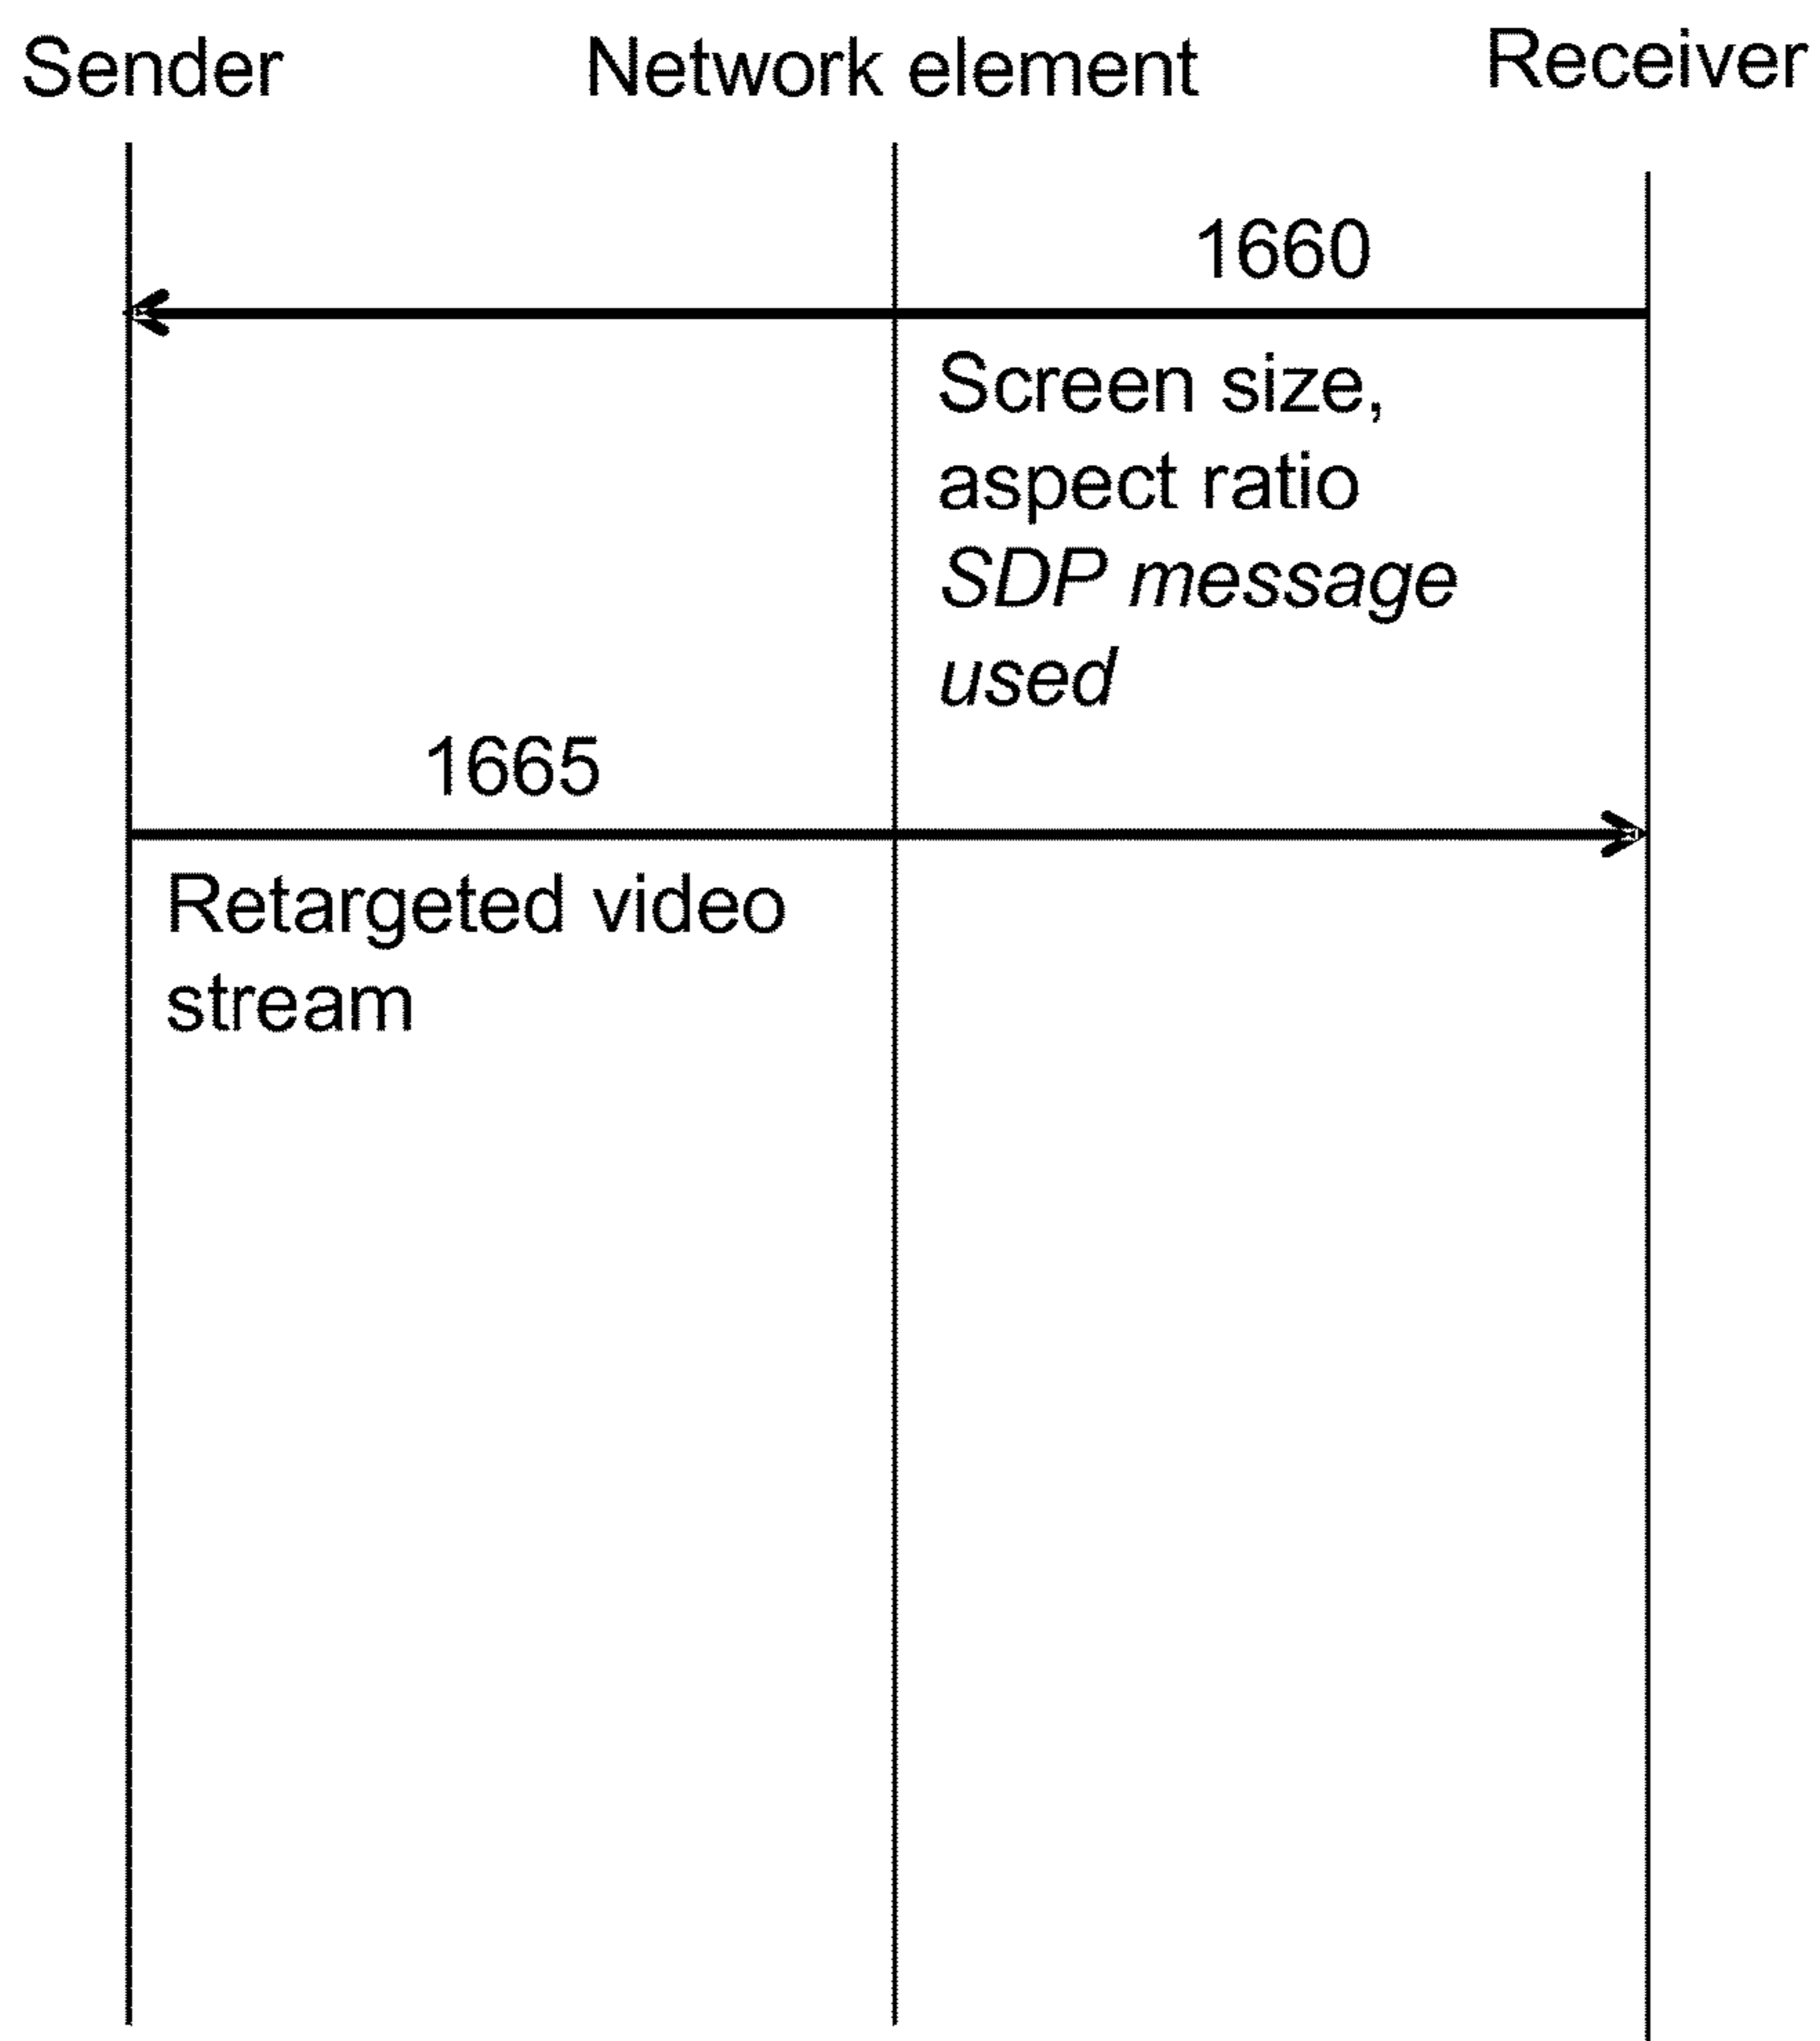 Sender
Network element
Receiver
1660
Screen size,
aspect ratio
SDP message
used
1665
Retargeted video
stream